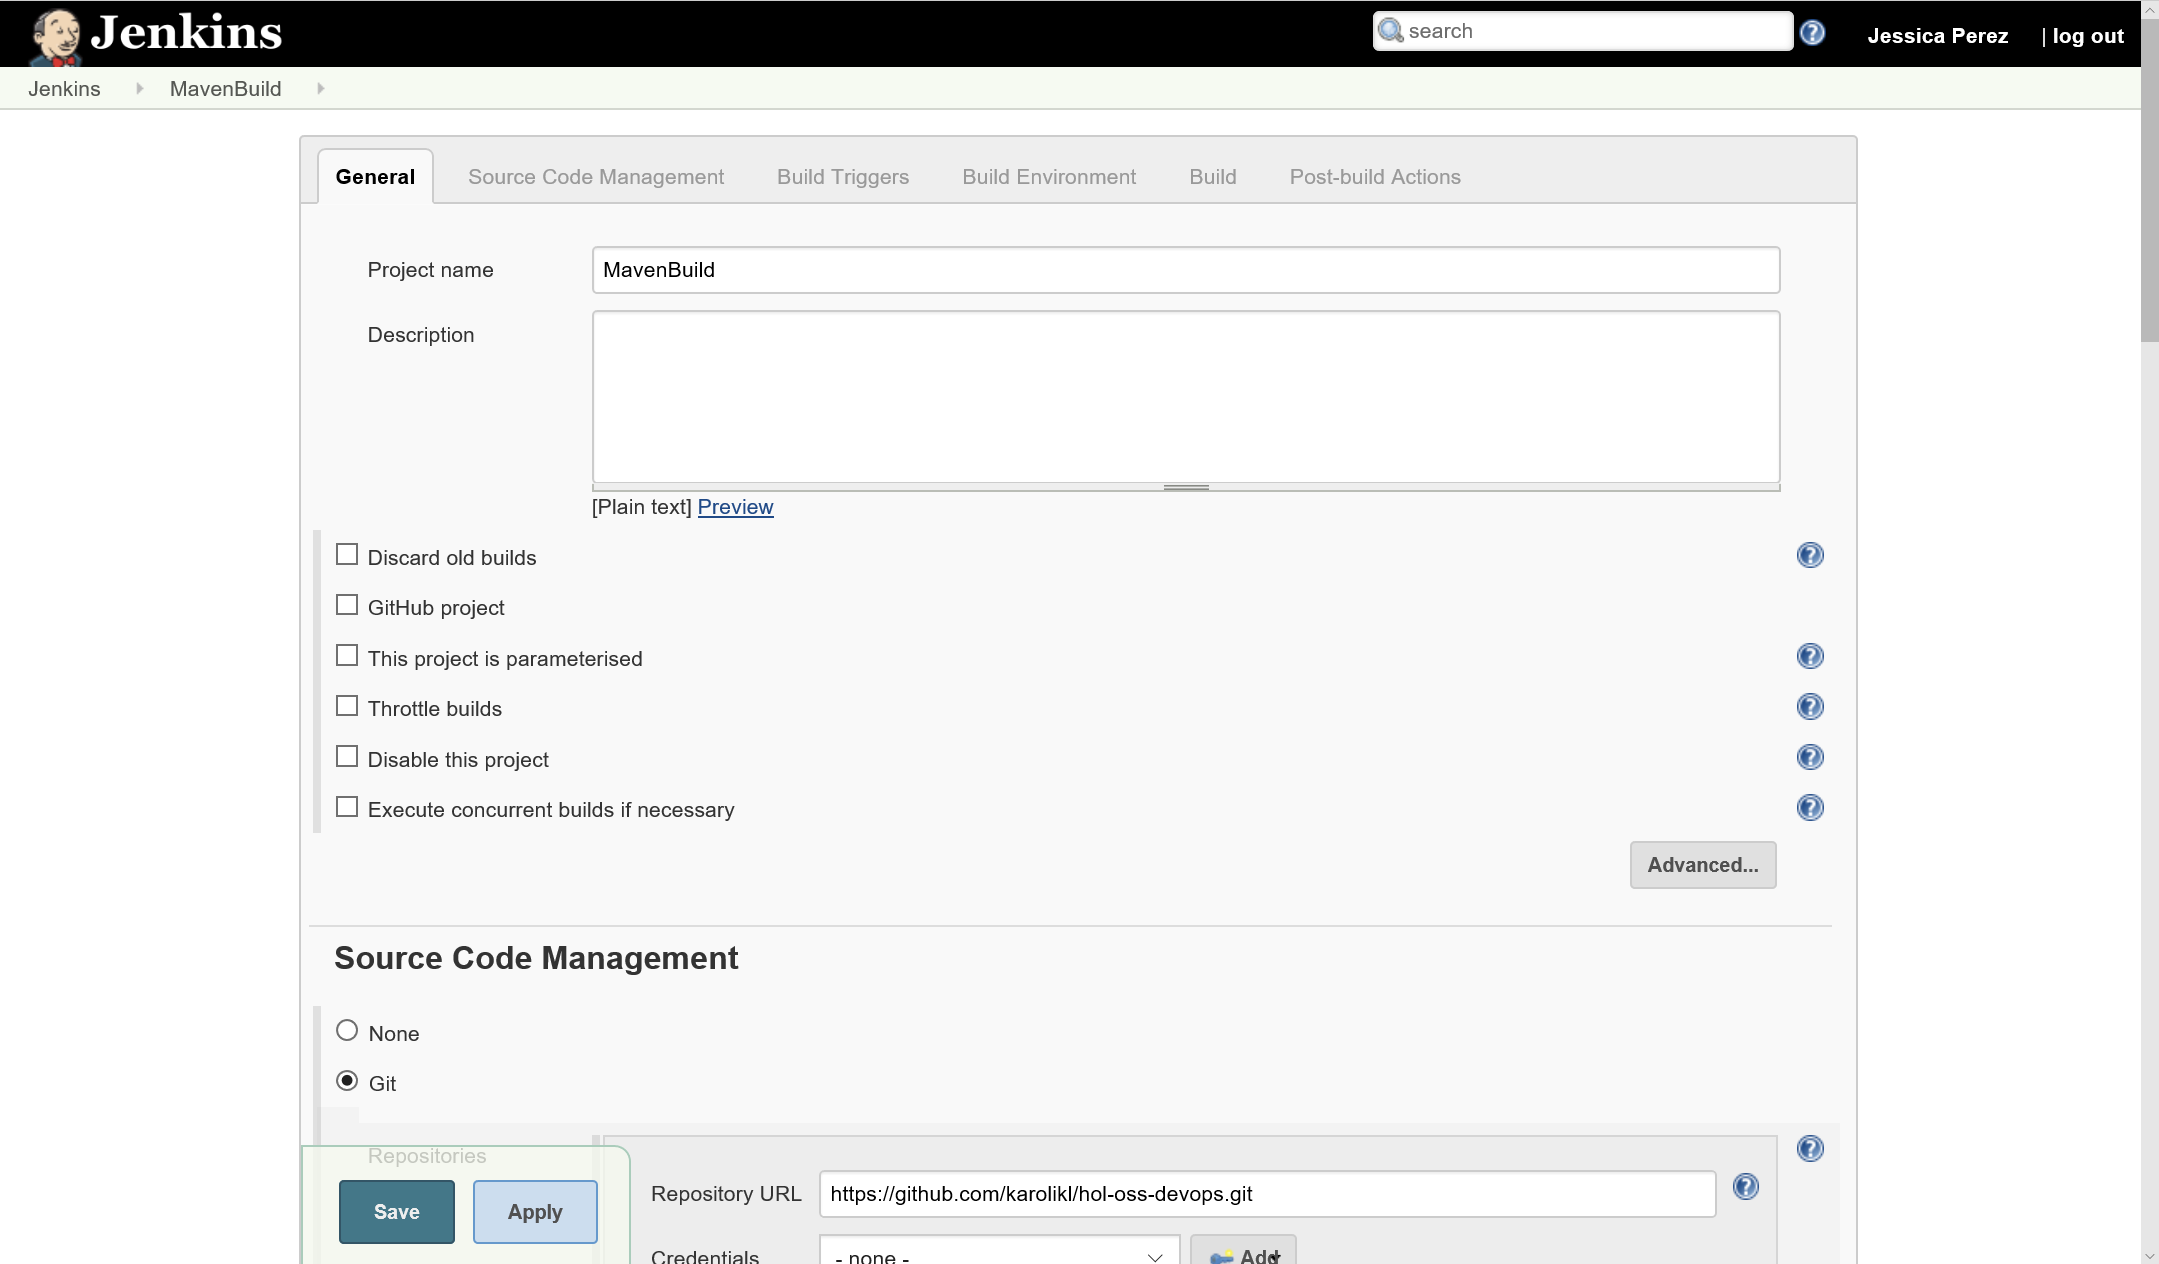 Jenkins
search
Jessica Perez
| log out
Jenkins
MavenBuild
General
Source Code Management
Build Triggers
Build Environment
Build
Post-build Actions
Project name
MavenBuild
Description
[Plain text] Preview
Discard old builds
GitHub project
This project is parameterised
Throttle builds
Disable this project
Execute concurrent builds if necessary
Advanced...
Source Code Management
None
Git
Repositories
Repository URL
https://github.com/karolikl/hol-oss-devops.git
Save
Apply
Credentials
- none -
Add